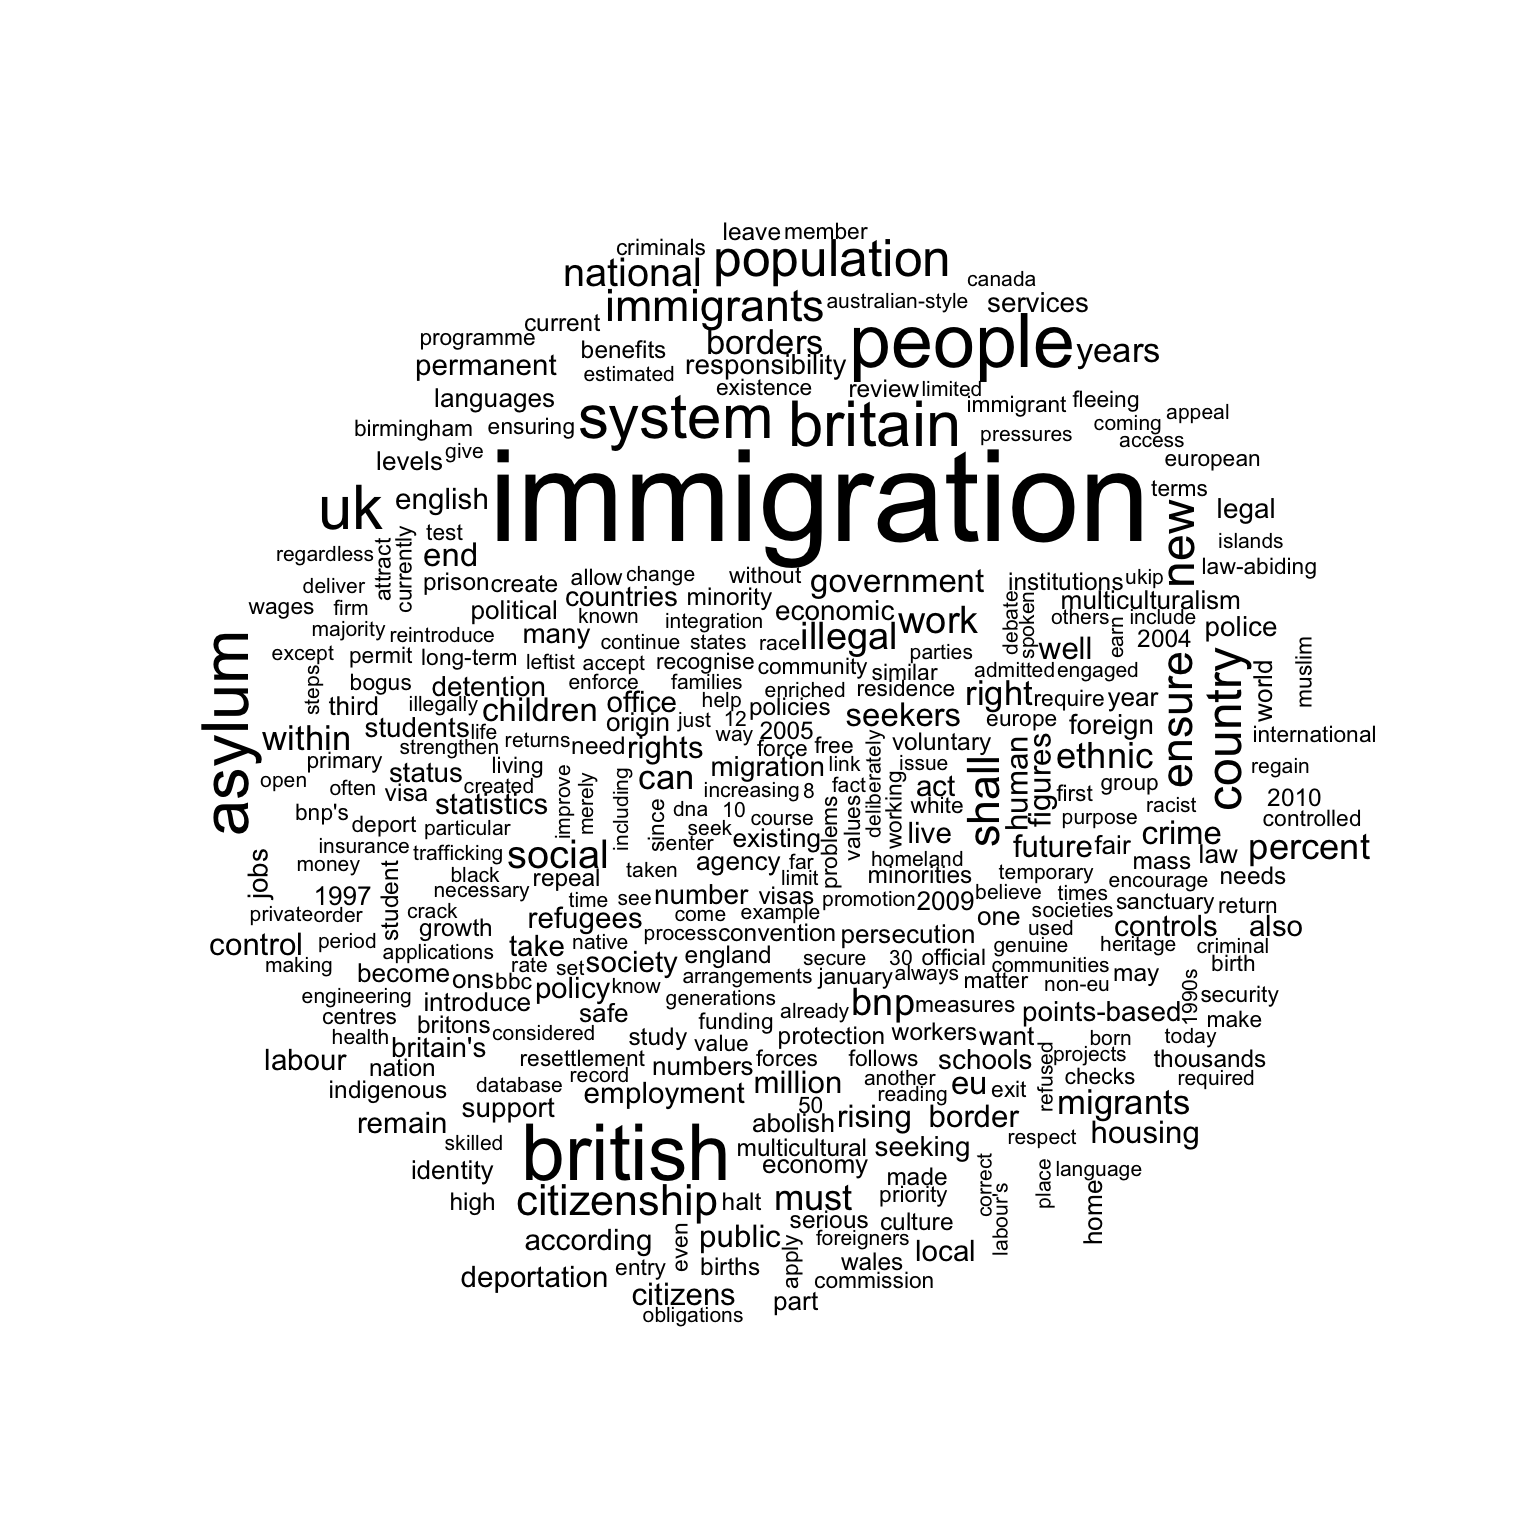 leave member
criminals
population
national
canada
immigrants australian-style services
current
people
programme
borders
years
benefits
permanent
responsibility
estimated
existence
review limited
languages
immigrant fleeing
system britain
appeal
birmingham ensuring
coming
pressures
access
levels give
european
immigration
terms
uk english
new legal
test
islands
regardless attract currently end
law-abiding
deliver prison create allow change without government institutions ukip
wages firm political countries minority economic work debate spoken multiculturalism
known integration others include
majority reintroduce many continue states race illegal parties well earn 2004 police
asylum except permit long-term leftist accept recognise community similar admitted engaged ensure country world muslim
steps bogus detention enforce families enriched residence right require year
third illegally children office help policies seekers europe foreign
students life origin just 12 2005
within strengthen returns need rights way force free deliberately voluntary shall human figures ethnic international
primary status living can migration link issue regain
open often visa created improve merely including increasing 8 fact working act first group
bnp's statistics since dna 10 course problems values white purpose racist 2010
deport particular seek existing live crime controlled
insurance trafficking social enter homeland future fair mass law percent
jobs money black repeal taken agency far minorities temporary
student necessary limit encourage needs
1997 time see number visas promotion 2009 believe times sanctuary return
private order crack refugees come example one societies
growth process convention persecution used controls also
control period applications take native society england secure 30 official genuine heritage criminal
making become ons bbc rate set arrangements january always matter communities may birth
engineering introduce policy know generations already bnp measures non-eu 1990s security
centres britons considered safe funding points-based make
health britain's study value protection workers want born today
labour nation resettlement numbers forces follows schools refused projects thousands
indigenous database record employment million another eu exit checks required
support 50 reading migrants
remain abolish rising border
skilled british multicultural seeking respect housing
identity economy made correct place language
high citizenship halt must priority labour's home
serious culture
according even public apply foreigners local
deportation entry births wales
commission
citizens part
obligations